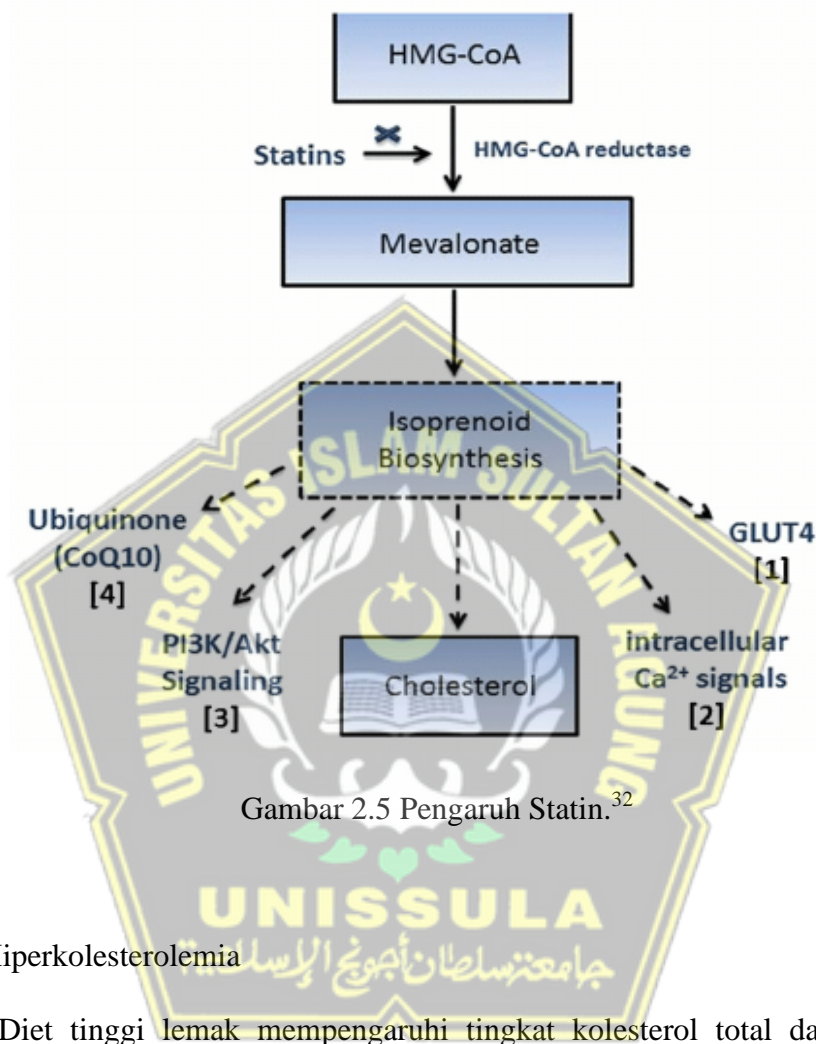 HMG-CoA
Statins
HMG-CoA reductase
Mevalonate
Isoprenoid
Biosynthesis
Ubiquinone
(CoQ10)
[4]
GLUT4
[1]
PI3K/Akt
Signaling
[3]
Cholesterol
intracellular
Ca²⁺ signals
[2]
UNIVERSITAS ISLAM SULTAN AGUNG
Gambar 2.5 Pengaruh Statin.³²
UNISSULA
جامعتسلطان أجونج الإسلامية
Hiperkolesterolemia
Diet tinggi lemak mempengaruhi tingkat kolesterol total da